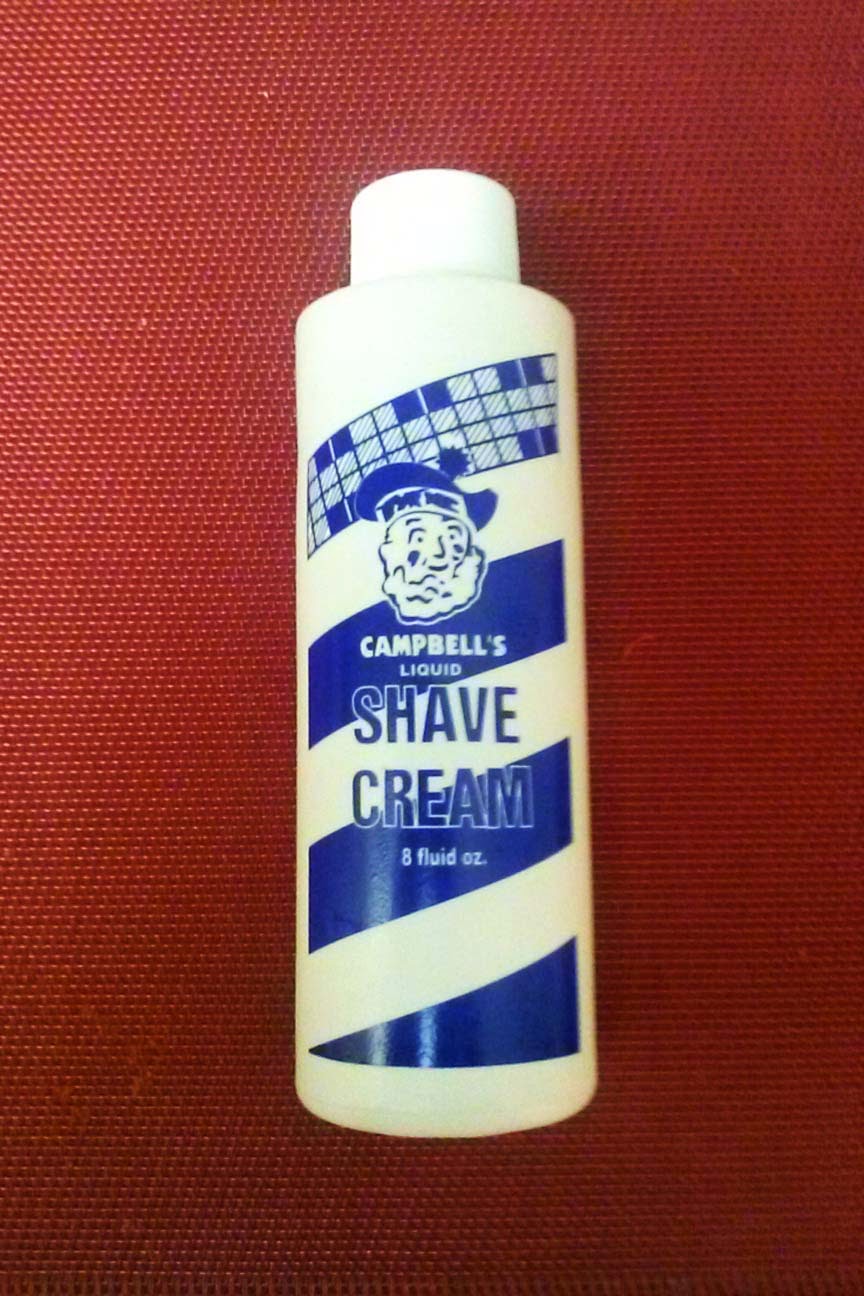 CAMPBELL'S
LIQUID
SHAVE
CREAM
8 fluid oz.